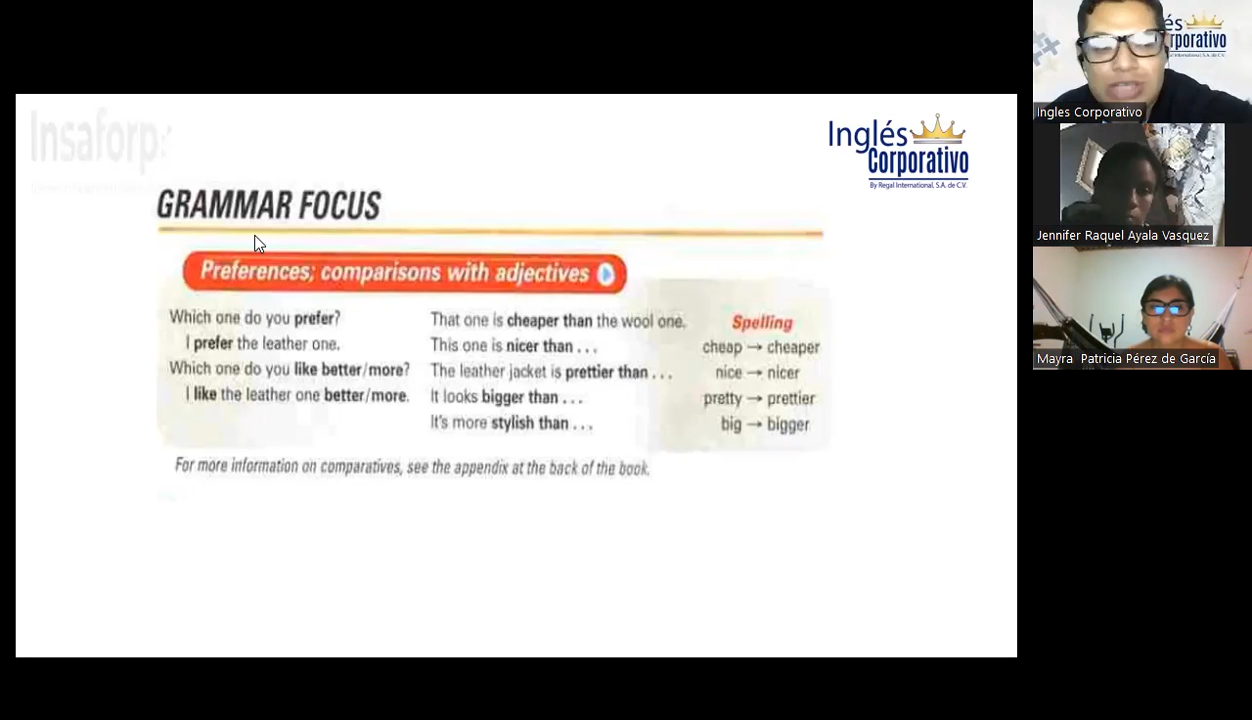 Insaforp
Inglés
Corporativo
By Regal International, S.A. de C.V.
GRAMMAR FOCUS
Preferences; comparisons with adjectives
Which one do you prefer?
I prefer the leather one.
Which one do you like better/more?
I like the leather one better/more.
That one is cheaper than the wool one.
This one is nicer than . . .
The leather jacket is prettier than . . .
It looks bigger than . . .
It's more stylish than . . .
Spelling
cheap → cheaper
nice → nicer
pretty → prettier
big → bigger
For more information on comparatives, see the appendix at the back of the book.
Ingles Corporativo
Jennifer Raquel Ayala Vasquez
Mayra Patricia Pérez de García